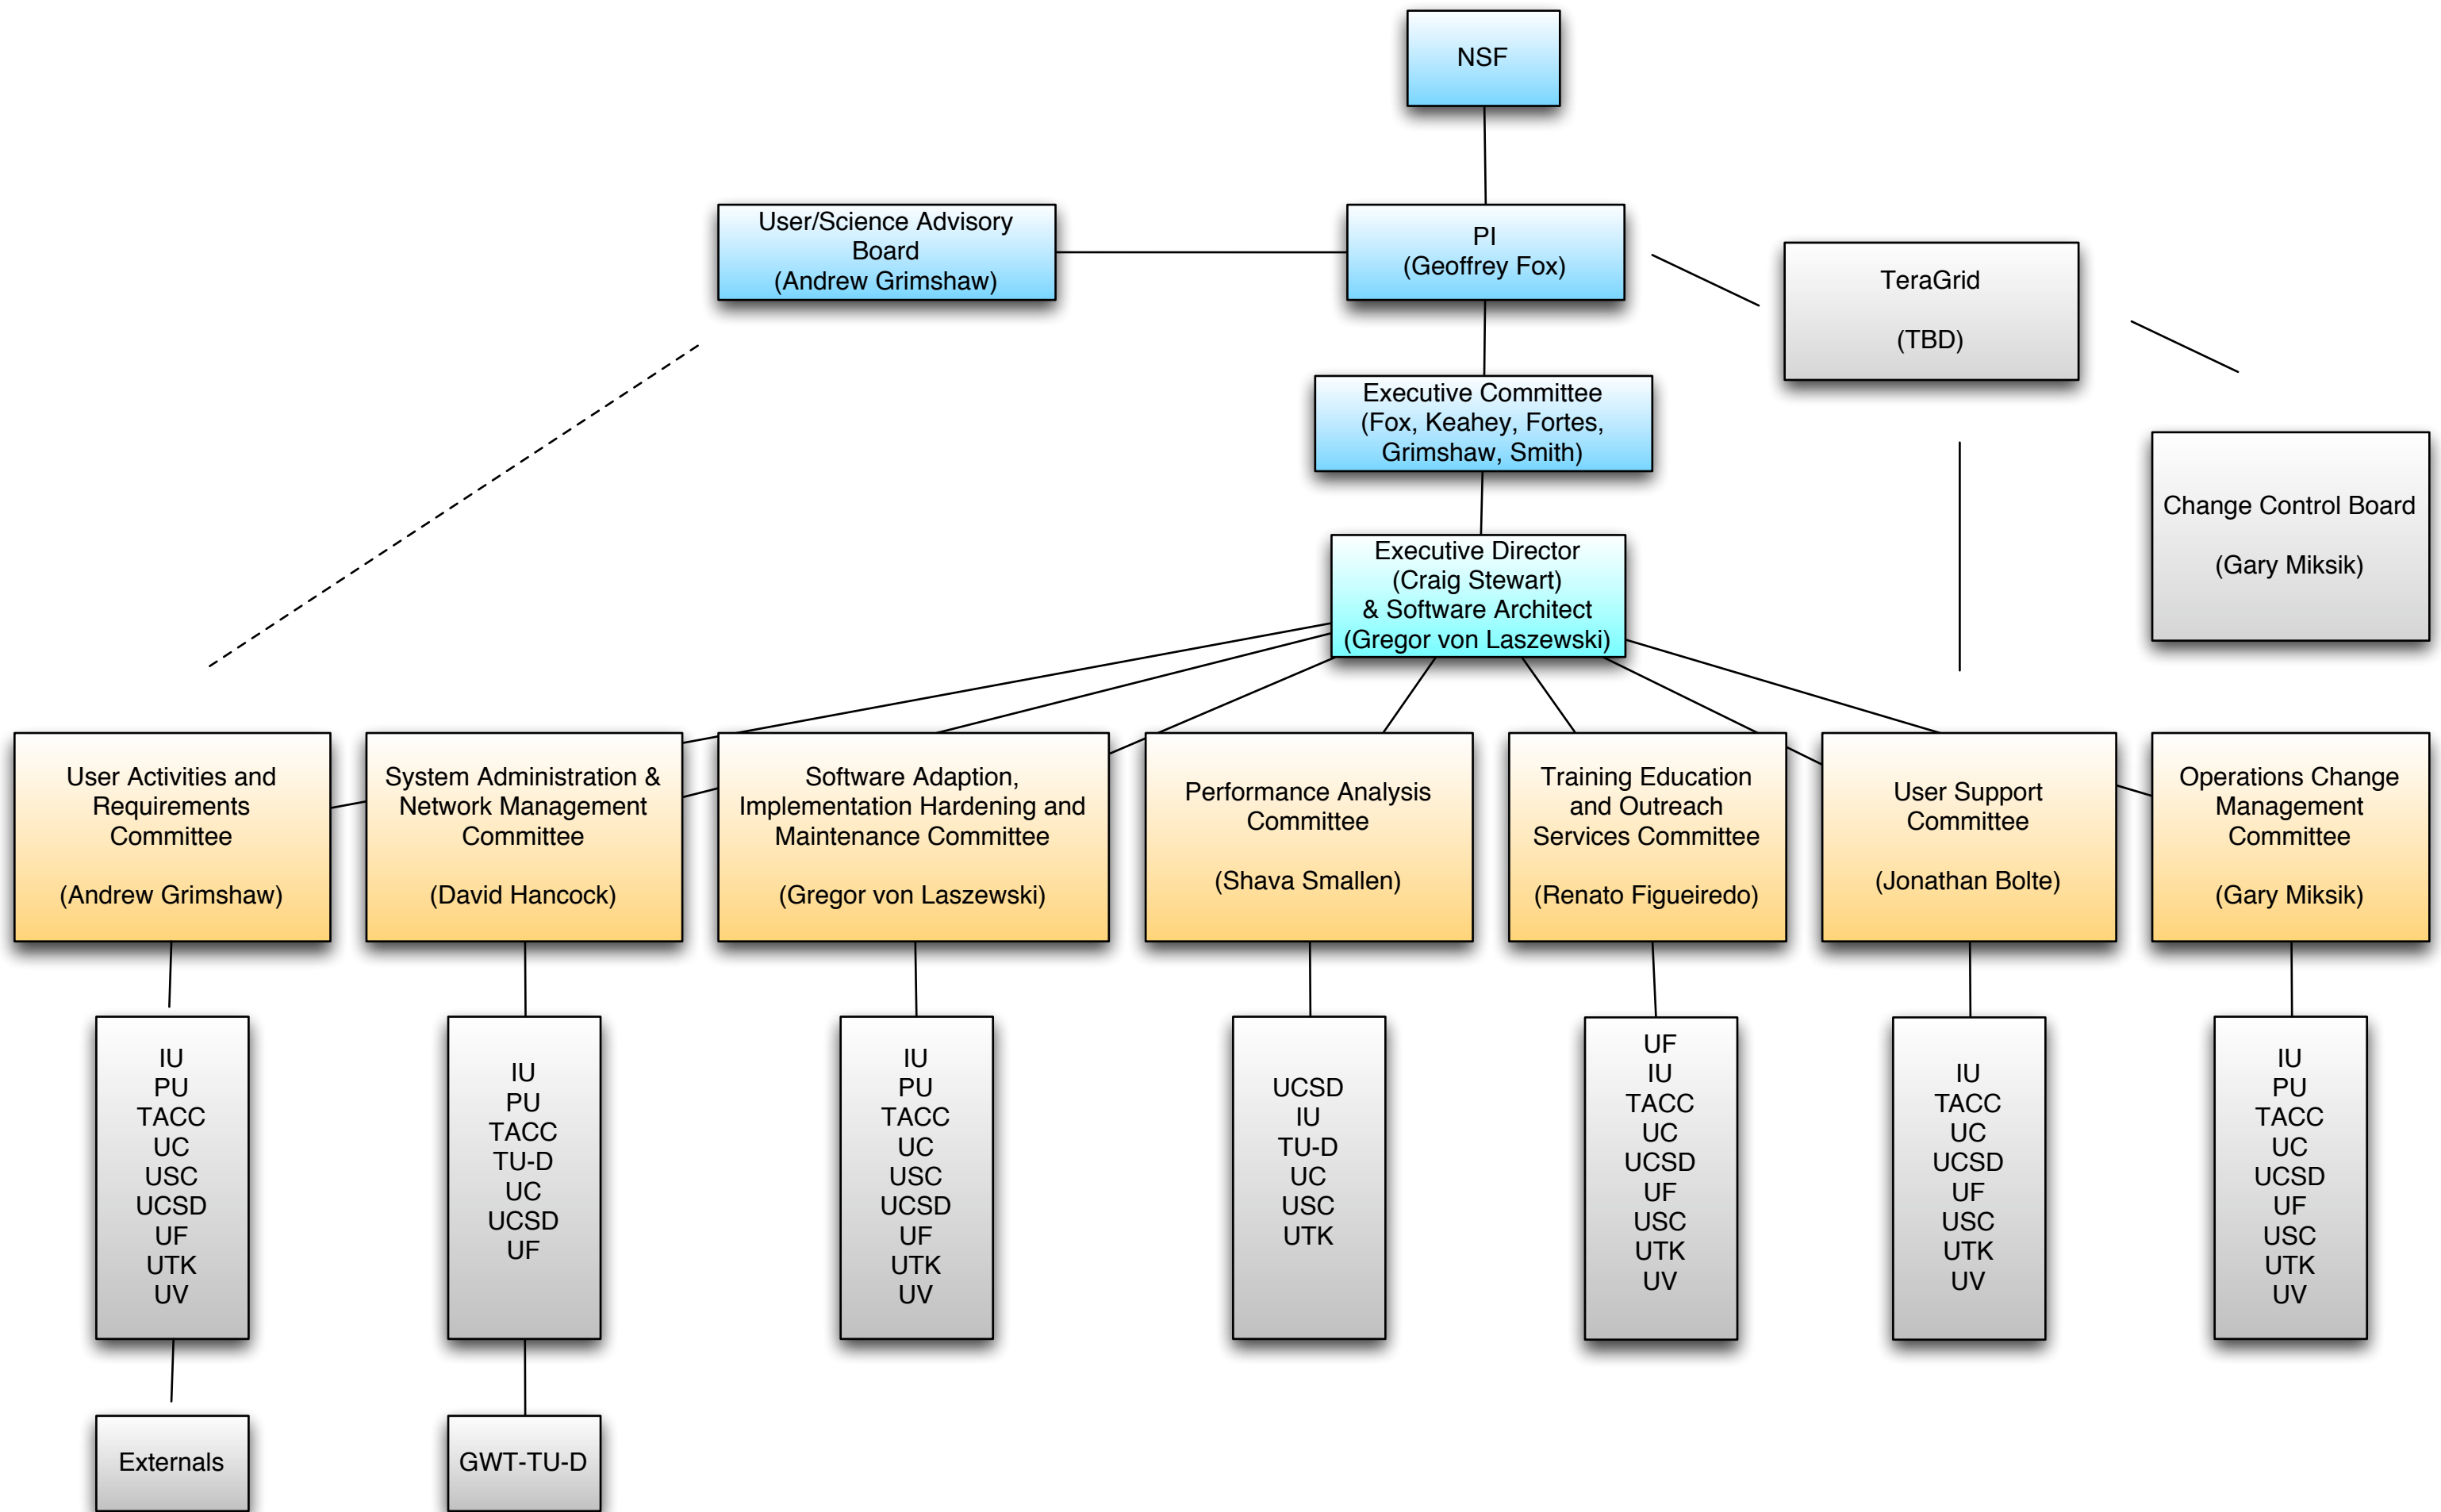 NSF
User/Science Advisory
Board
(Andrew Grimshaw)
PI
(Geoffrey Fox)
TeraGrid
(TBD)
Executive Committee
(Fox, Keahey, Fortes,
Grimshaw, Smith)
Change Control Board
(Gary Miksik)
Executive Director
(Craig Stewart)
& Software Architect
(Gregor von Laszewski)
User Activities and
Requirements
Committee
(Andrew Grimshaw)
System Administration &
Network Management
Committee
(David Hancock)
Software Adaption,
Implementation Hardening and
Maintenance Committee
(Gregor von Laszewski)
Performance Analysis
Committee
(Shava Smallen)
Training Education
and Outreach
Services Committee
(Renato Figueiredo)
User Support
Committee
(Jonathan Bolte)
Operations Change
Management
Committee
(Gary Miksik)
IU
PU
TACC
UC
USC
UCSD
UF
UTK
UV
IU
PU
TACC
TU-D
UC
UCSD
UF
IU
PU
TACC
UC
USC
UCSD
UF
UTK
UV
UCSD
IU
TU-D
UC
USC
UTK
UF
IU
TACC
UC
UCSD
UF
USC
UTK
UV
IU
TACC
UC
UCSD
UF
USC
UTK
UV
IU
PU
TACC
UC
UCSD
UF
USC
UTK
UV
Externals
GWT-TU-D